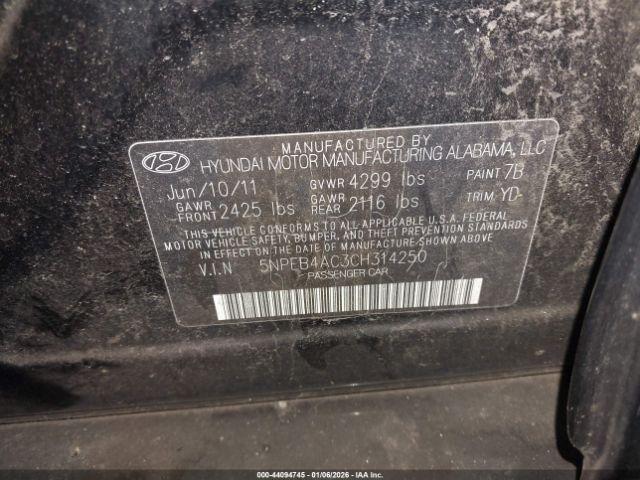 MANUFACTURED BY
HYUNDAI MOTOR MANUFACTURING ALABAMA, LLC
Jun/10/11 GVWR 4299 lbs PAINT 7B
GAWR FRONT 2425 lbs GAWR REAR 2116 lbs TRIM YD
THIS VEHICLE CONFORMS TO ALL APPLICABLE U.S.A. FEDERAL
MOTOR VEHICLE SAFETY, BUMPER, AND THEFT PREVENTION STANDARDS
IN EFFECT ON THE DATE OF MANUFACTURE SHOWN ABOVE.
V.I.N 5NPEB4AC3CH314250
PASSENGER CAR
000-44094745 - 01/06/2026 - IAA Inc.